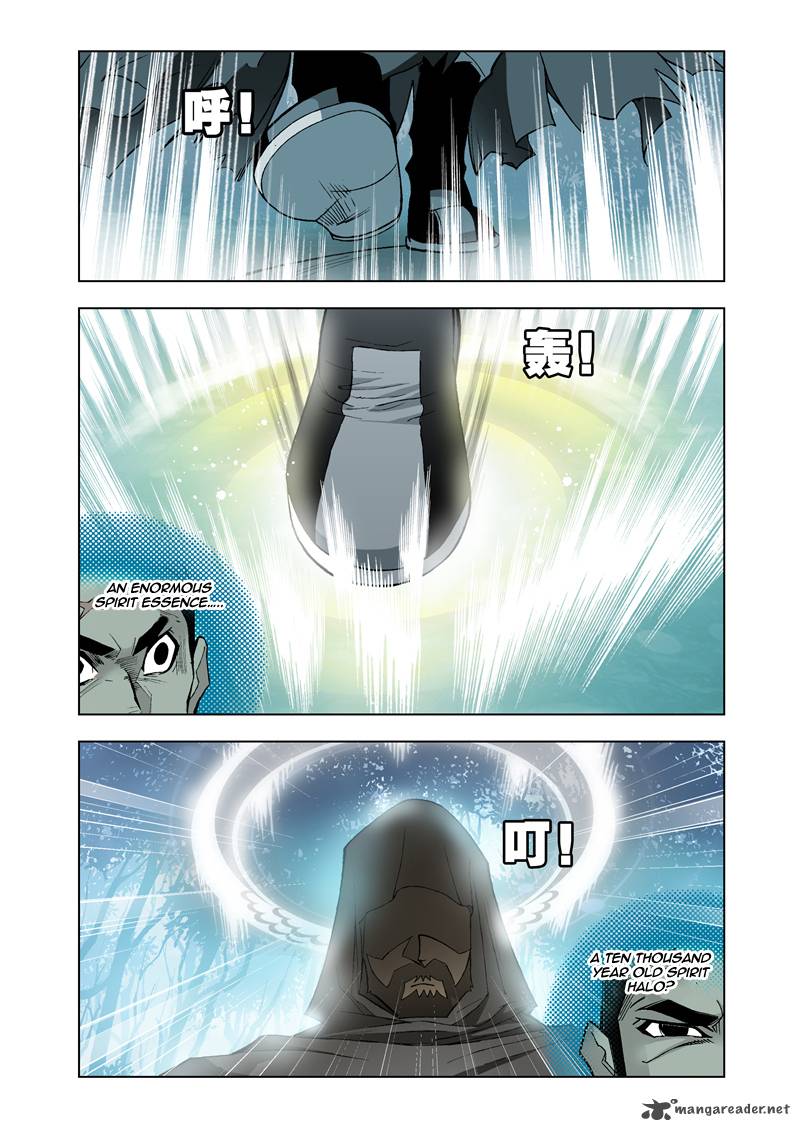 呼!
轰!
AN ENORMOUS
SPIRIT ESSENCE.....
叮!
A TEN THOUSAND
YEAR OLD SPIRIT
HALO?
mangareader.net